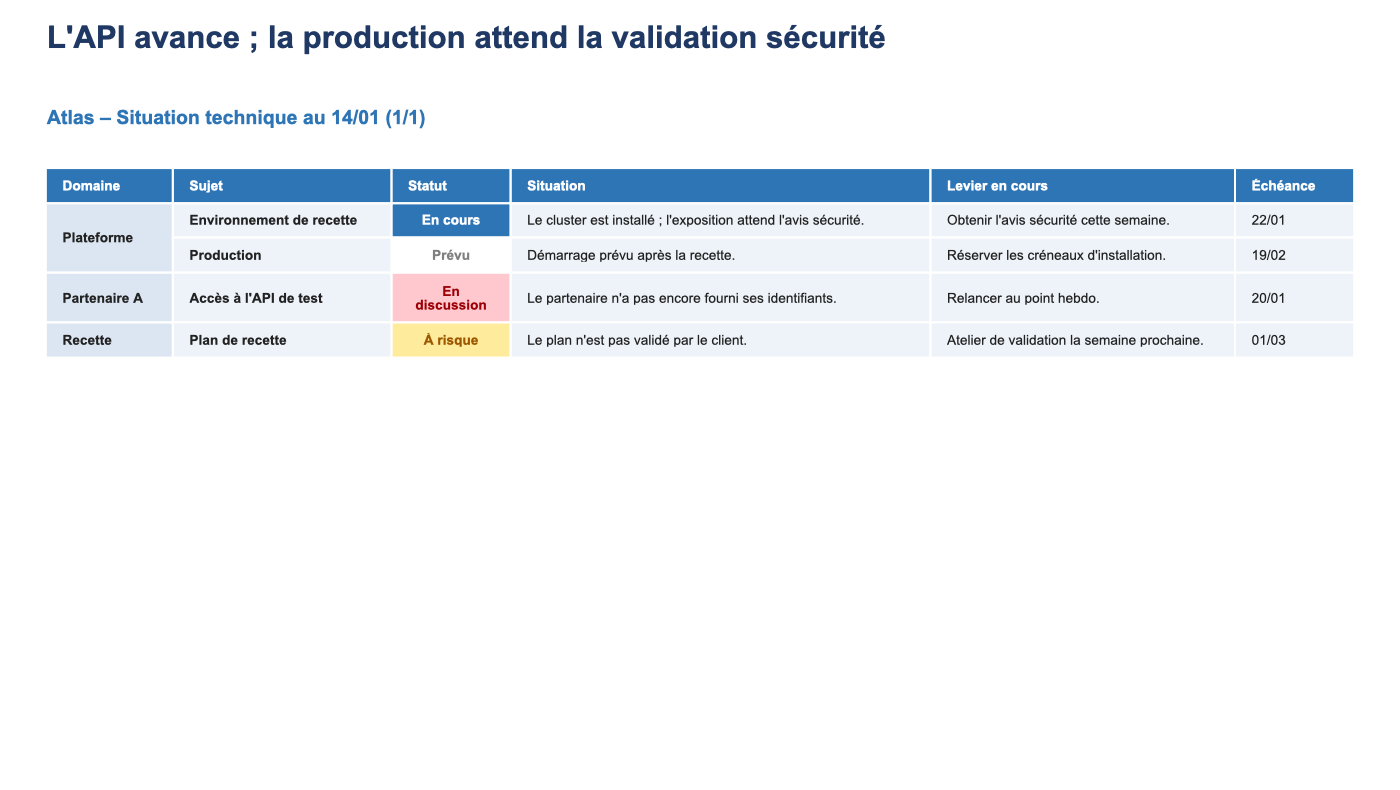 L'API avance ; la production attend la validation sécurité
Atlas – Situation technique au 14/01 (1/1)
Domaine Sujet Statut Situation Levier en cours Échéance
Plateforme
Environnement de recette En cours Le cluster est installé ; l'exposition attend l'avis sécurité. Obtenir l'avis sécurité cette semaine. 22/01
Production Prévu Démarrage prévu après la recette. Réserver les créneaux d'installation. 19/02
Partenaire A Accès à l'API de test En discussion Le partenaire n'a pas encore fourni ses identifiants. Relancer au point hebdo. 20/01
Recette Plan de recette À risque Le plan n'est pas validé par le client. Atelier de validation la semaine prochaine. 01/03